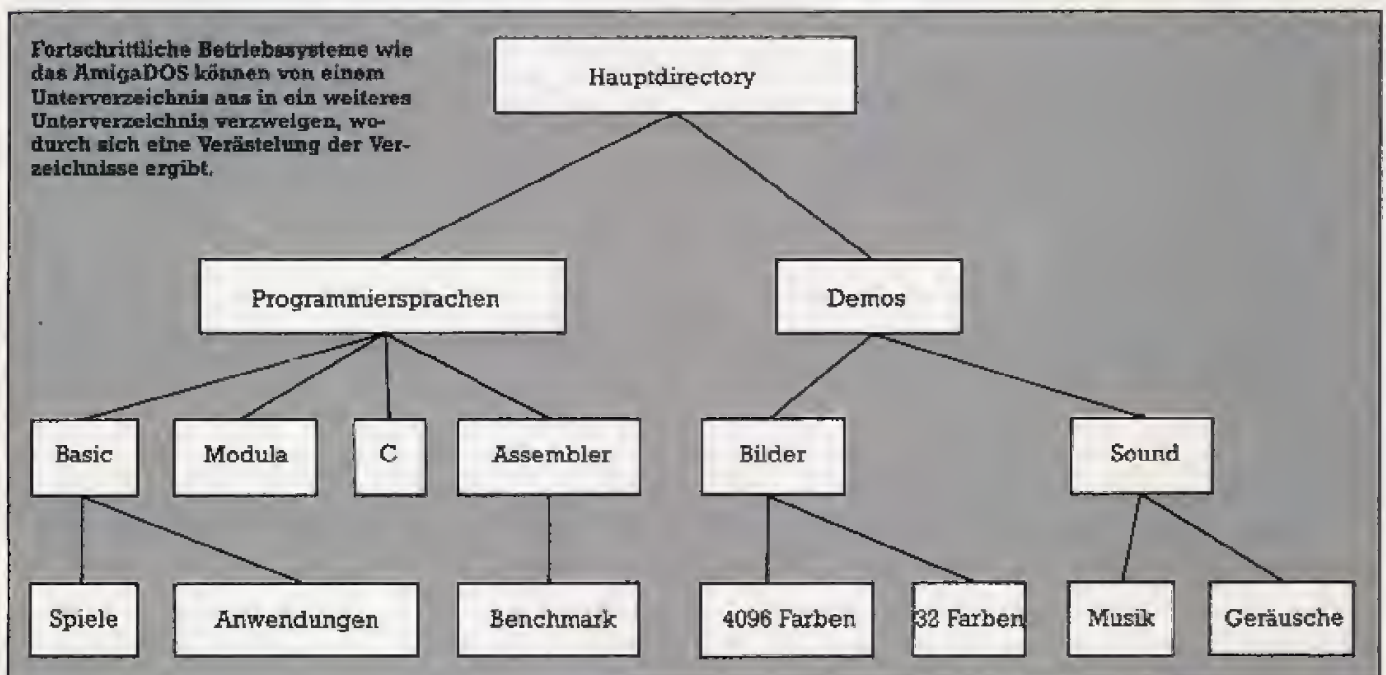 Fortschrittliche Betriebssysteme wie
das AmigaDOS können von einem
Unterverzeichnis aus in ein weiteres
Unterverzeichnis verzweigen, wo-
durch sich eine Verästelung der Ver-
zeichnisse ergibt.
Hauptdirectory
Programmiersprachen
Demos
Basic
Modula
C
Assembler
Bilder
Sound
Spiele
Anwendungen
Benchmark
4096 Farben
32 Farben
Musik
Geräusche